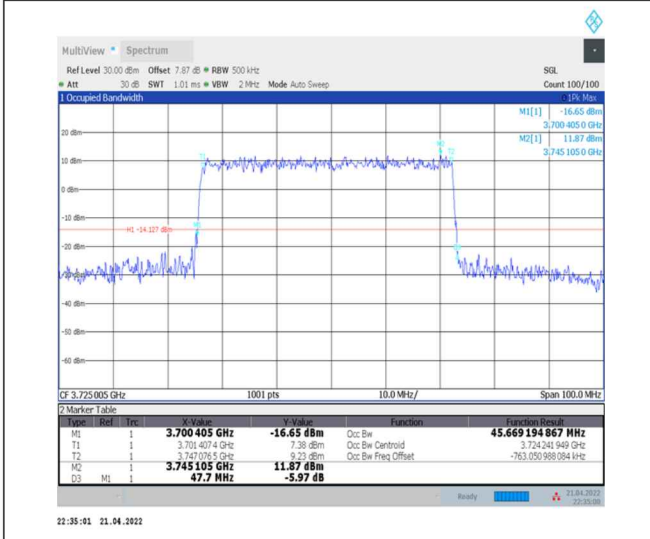 MultiView Spectrum
Ref Level 30.00 dBm Offset 7.87 dB RBW 500 kHz SGL
Att 30 dB SWT 1.01 ms VBW 2 MHz Mode Auto Sweep Count 100/100
1 Occupied Bandwidth 1Pk Max
M1[1] -16.65 dBm
3.700 405 0 GHz
M2[1] 11.87 dBm
3.745 105 0 GHz
20 dBm
M2
T1 T2
10 dBm
0 dBm
-10 dBm
H1 -14.127 dBm
M1
-20 dBm
-40 dBm
-50 dBm
-60 dBm
CF 3.725 005 GHz 1001 pts 10.0 MHz/ Span 100.0 MHz
2 Marker Table
Type Ref Trc X-Value Y-Value Function Function Result
M1 1 3.700 405 GHz -16.65 dBm Occ Bw 45.669 194 867 MHz
T1 1 3.701 407 4 GHz 7.38 dBm Occ Bw Centroid 3.724 241 949 GHz
T2 1 3.747 076 5 GHz 9.23 dBm Occ Bw Freq Offset -763.050 988 084 kHz
M2 1 3.745 105 GHz 11.87 dBm
D3 M1 1 47.7 MHz -5.97 dB
Ready 21.04.2022
22:35:00
22:35:01 21.04.2022